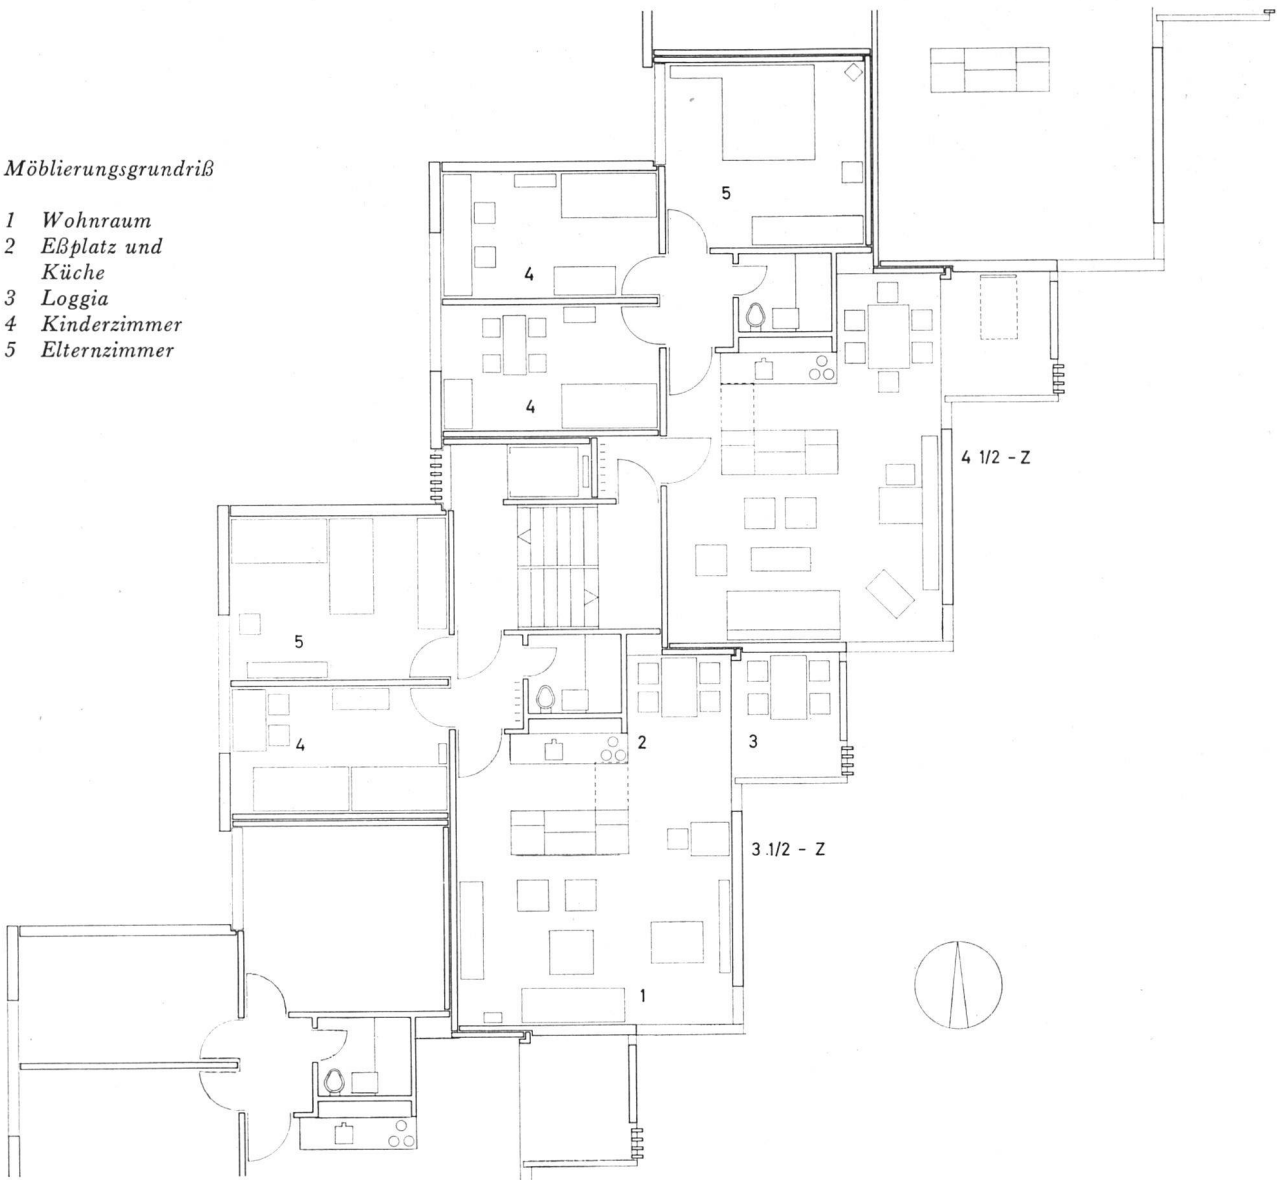 Möblierungsgrundriß
1 Wohnraum
2 Eßplatz und
Küche
3 Loggia
4 Kinderzimmer
5 Elternzimmer
5
4
4
4 1/2 - Z
5
4
2
3
3 1/2 - Z
1